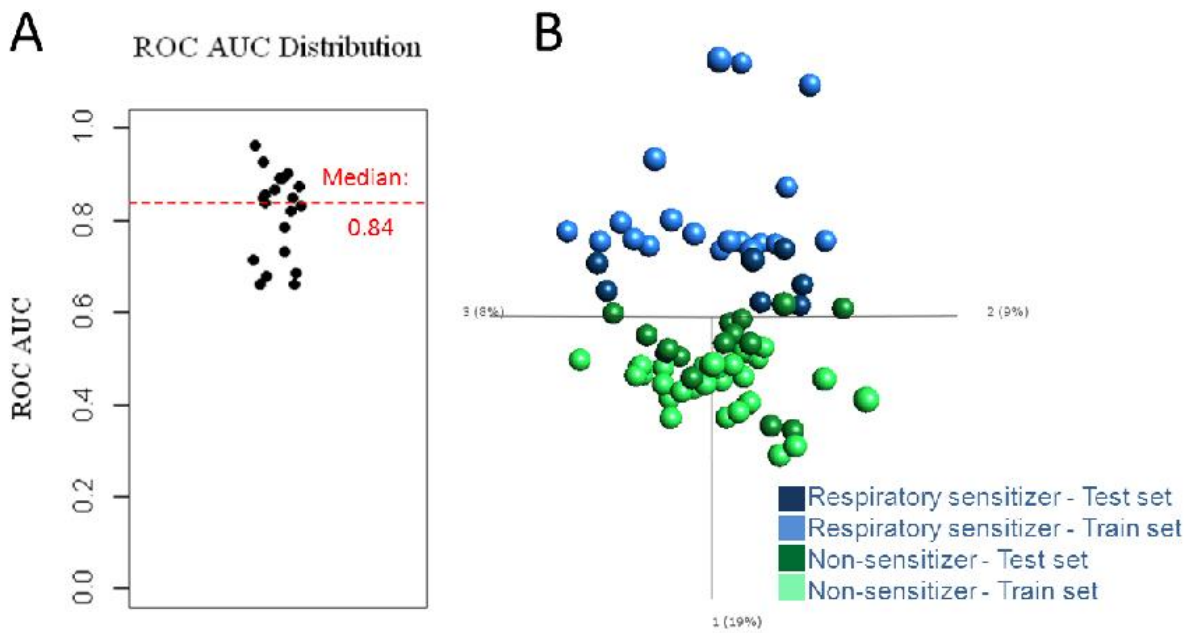 A
ROC AUC Distribution
ROC AUC
1.0
0.8
0.6
0.4
0.2
0.0
Median:
0.84
B
3 (8%)
2 (9%)
1 (19%)
Respiratory sensitizer - Test set
Respiratory sensitizer - Train set
Non-sensitizer - Test set
Non-sensitizer - Train set